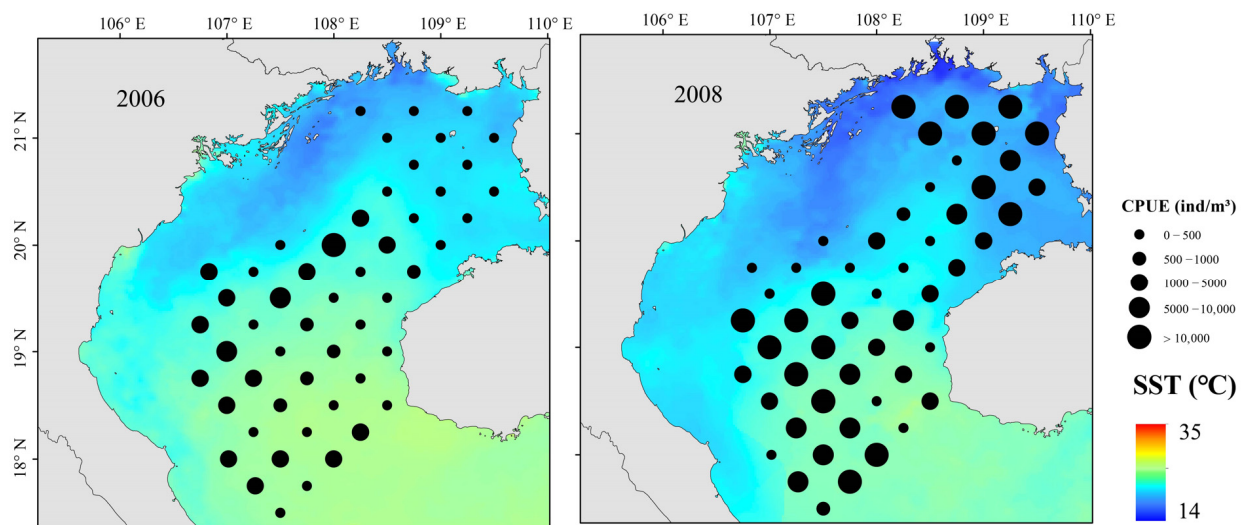 106° E 107° E 108° E 109° E 110° E
106° E 107° E 108° E 109° E 110° E
2006
2008
21° N
20° N
19° N
18° N
CPUE (ind/m³)
0 – 500
500 –1000
1000 – 5000
5000 –10,000
> 10,000
SST (℃)
35
14